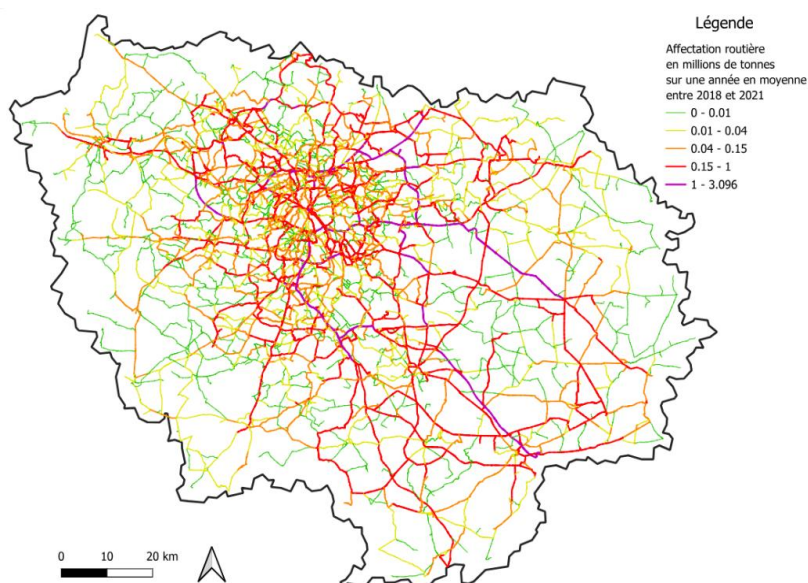 Légende
Affectation routière
en millions de tonnes
sur une année en moyenne
entre 2018 et 2021
0 - 0.01
0.01 - 0.04
0.04 - 0.15
0.15 - 1
1 - 3.096
0 10 20 km